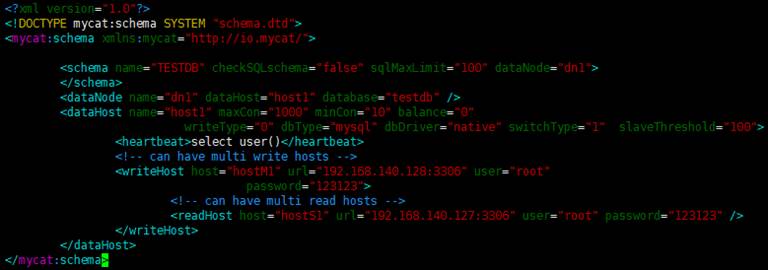 <?xml version="1.0"?>
<!DOCTYPE mycat:schema SYSTEM "schema.dtd">
<mycat:schema xmlns:mycat="http://io.mycat/">
<schema name="TESTDB" checkSQLschema="false" sqlMaxLimit="100" dataNode="dn1">
</schema>
<dataNode name="dn1" dataHost="host1" database="testdb" />
<dataHost name="host1" maxCon="1000" minCon="10" balance="0"
writeType="0" dbType="mysql" dbDriver="native" switchType="1" slaveThreshold="100">
<heartbeat>select user()</heartbeat>
<!-- can have multi write hosts -->
<writeHost host="hostM1" url="192.168.140.128:3306" user="root"
password="123123">
<!-- can have multi read hosts -->
<readHost host="hostS1" url="192.168.140.127:3306" user="root" password="123123" />
</writeHost>
</dataHost>
</mycat:schema>